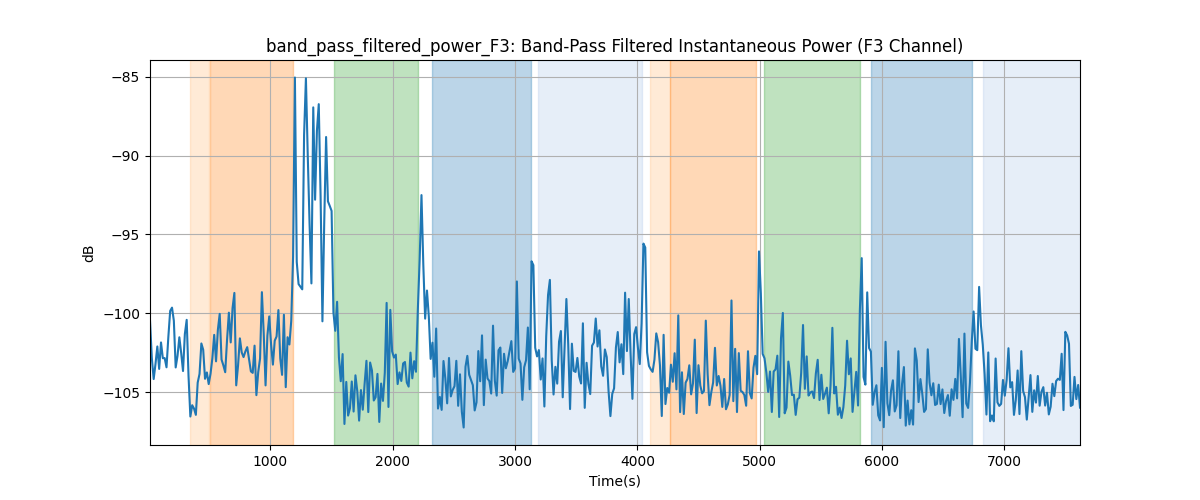 band_pass_filtered_power_F3: Band-Pass Filtered Instantaneous Power (F3 Channel)
−85
−90
−95
−100
−105
dB
1000 2000 3000 4000 5000 6000 7000
Time(s)